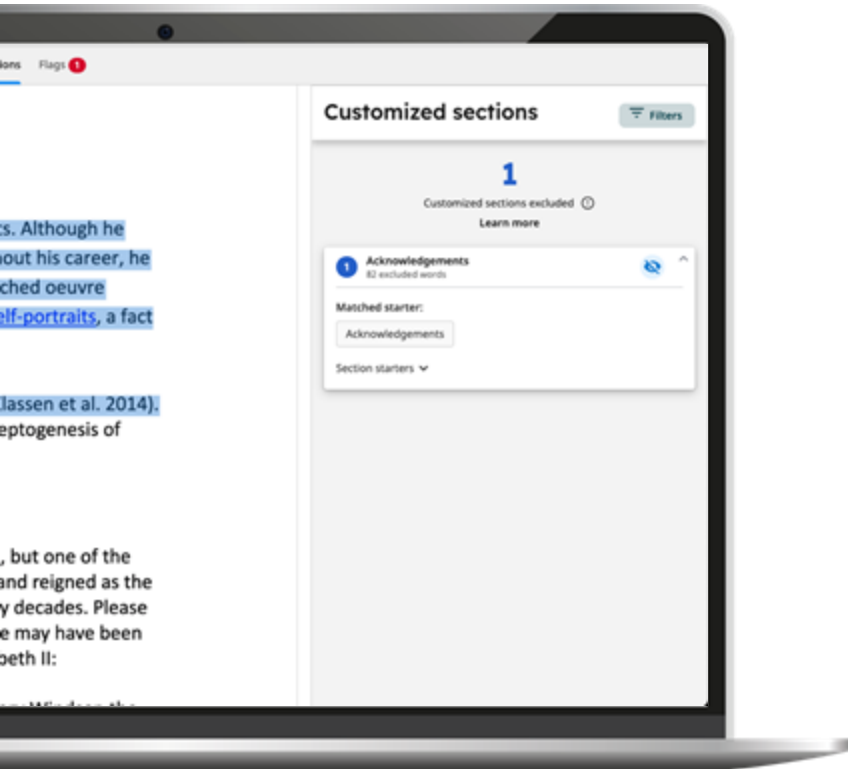 ions Flags 1
Customized sections
Filters
1
Customized sections excluded
Learn more
1 Acknowledgements
82 excluded words
Matched starter:
Acknowledgements
Section starters
ts. Although he
hout his career, he
ched oeuvre
elf-portraits, a fact
Klassen et al. 2014).
eptogenesis of
, but one of the
and reigned as the
y decades. Please
e may have been
beth II: